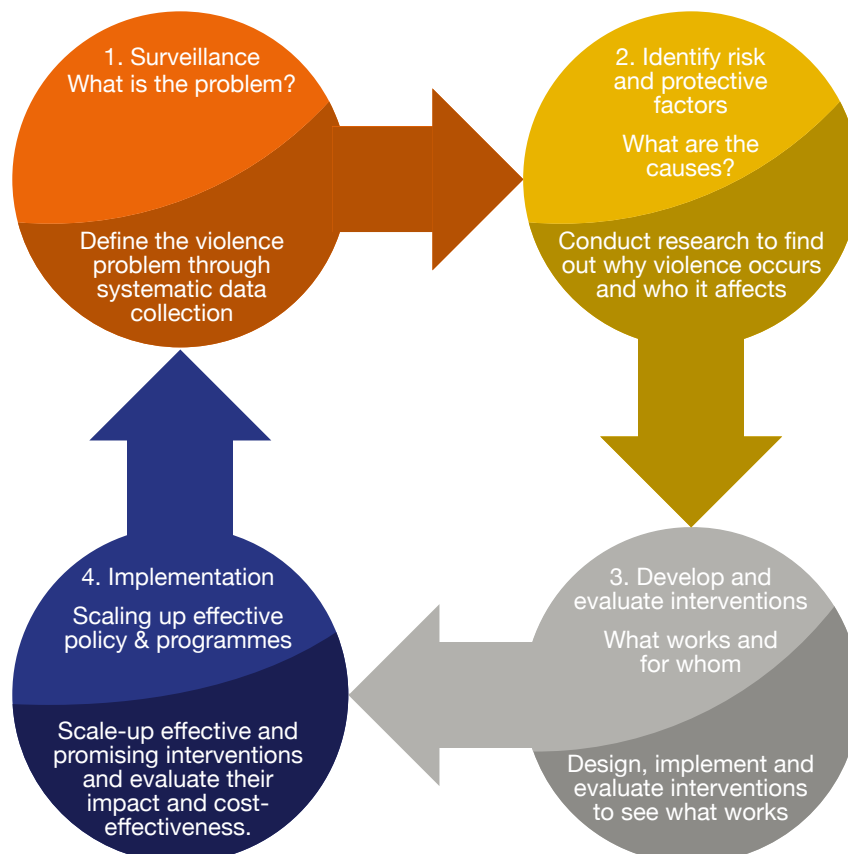 1. Surveillance
What is the problem?
Define the violence
problem through
systematic data
collection
2. Identify risk
and protective
factors
What are the
causes?
Conduct research to find
out why violence occurs
and who it affects
3. Develop and
evaluate interventions
What works and
for whom
Design, implement and
evaluate interventions
to see what works
4. Implementation
Scaling up effective
policy & programmes
Scale-up effective and
promising interventions
and evaluate their
impact and cost-
effectiveness.